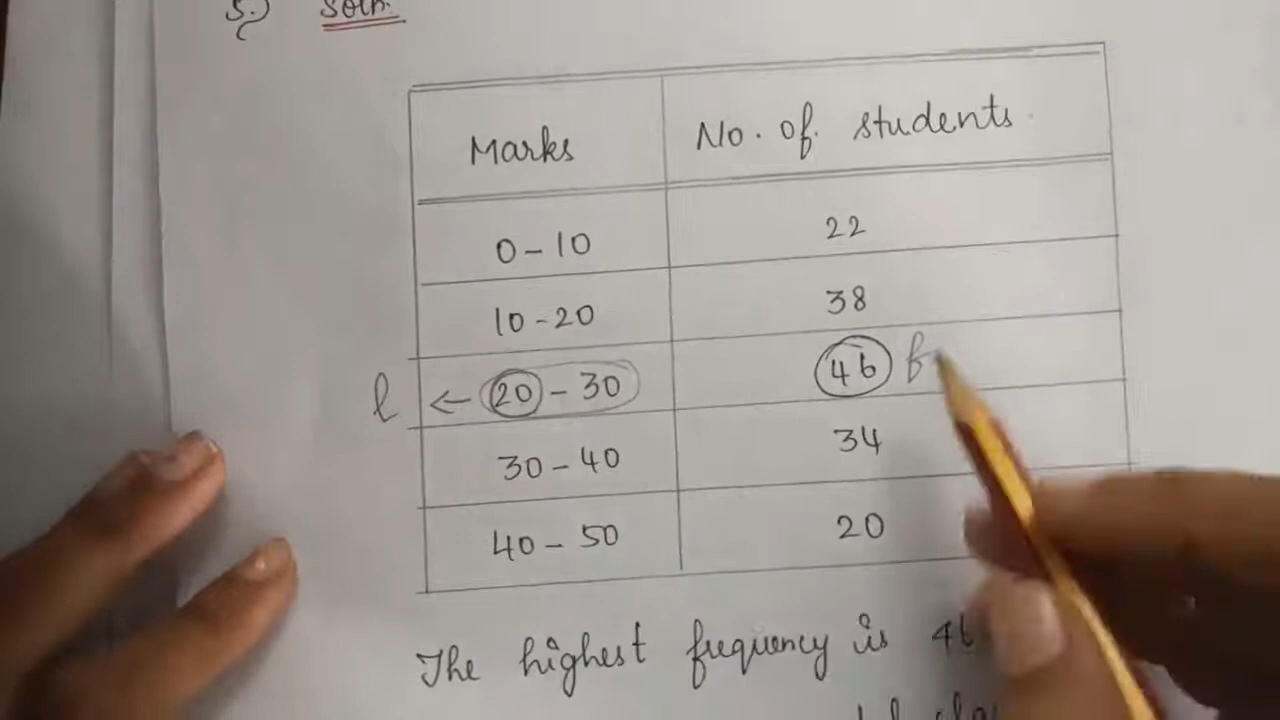 5.) Soln.
Marks No. of. students
0-10 22
10-20 38
l ← 20-30 46 f
30-40 34
40-50 20
The highest frequency is 46